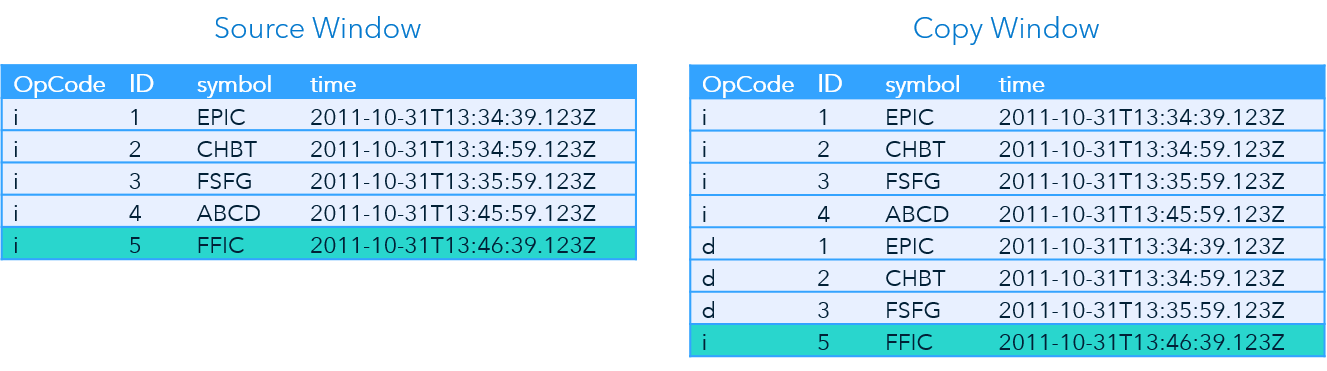 Source Window
OpCode ID symbol time
i 1 EPIC 2011-10-31T13:34:39.123Z
i 2 CHBT 2011-10-31T13:34:59.123Z
i 3 FSFG 2011-10-31T13:35:59.123Z
i 4 ABCD 2011-10-31T13:45:59.123Z
i 5 FFIC 2011-10-31T13:46:39.123Z
Copy Window
OpCode ID symbol time
i 1 EPIC 2011-10-31T13:34:39.123Z
i 2 CHBT 2011-10-31T13:34:59.123Z
i 3 FSFG 2011-10-31T13:35:59.123Z
i 4 ABCD 2011-10-31T13:45:59.123Z
d 1 EPIC 2011-10-31T13:34:39.123Z
d 2 CHBT 2011-10-31T13:34:59.123Z
d 3 FSFG 2011-10-31T13:35:59.123Z
i 5 FFIC 2011-10-31T13:46:39.123Z